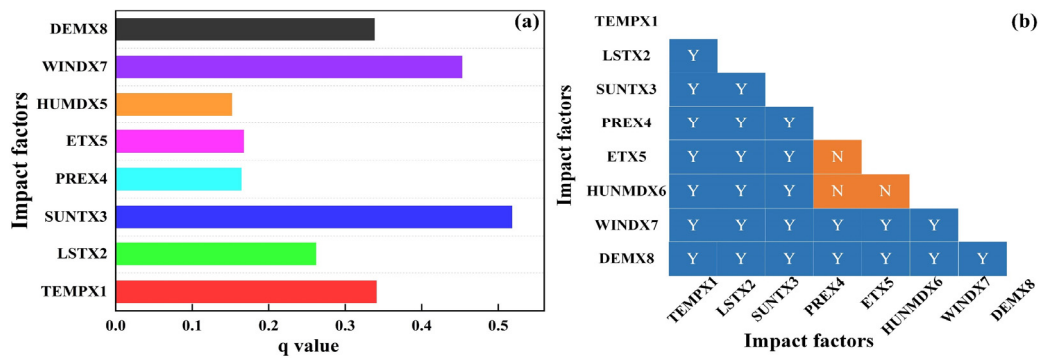 (a)
DEMX8
WINDX7
HUMDX5
ETX5
PREX4
SUNTX3
LSTX2
TEMPX1
Impact factors
0.0 0.1 0.2 0.3 0.4 0.5
q value
(b)
TEMPX1
LSTX2 Y
SUNTX3 Y Y
PREX4 Y Y Y
ETX5 Y Y Y N
HUNMDX6 Y Y Y N N
WINDX7 Y Y Y Y Y Y
DEMX8 Y Y Y Y Y Y Y
Impact factors
TEMPX1 LSTX2 SUNTX3 PREX4 ETX5 HUNMDX6 WINDX7 DEMX8
Impact factors